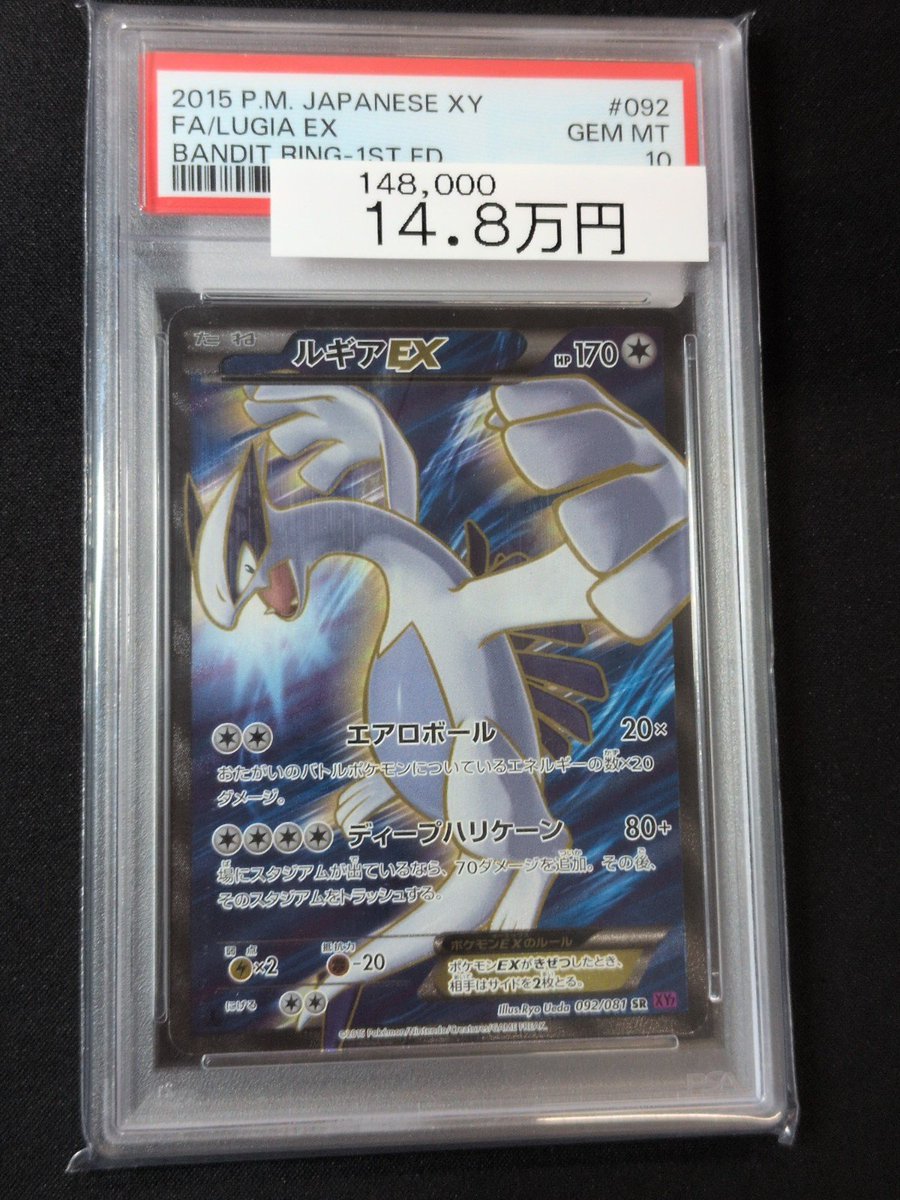 2015 P.M. JAPANESE XY #092
FA/LUGIA EX GEM MT
BANDIT RING-1ST ED 10
148,000
14.8万円
たね ルギアEX HP170
エアロボール 20×
おたがいのバトルポケモンについているエネルギーの数×20
ダメージ。
ディープハリケーン 80+
場にスタジアムが出ているなら、70ダメージを追加。その後、
そのスタジアムをトラッシュする。
弱点 ×2 抵抗力 -20
にげる
ポケモンEXのルール
ポケモンEXがきぜつしたとき、
相手はサイドを2枚とる。
Illus.Ryo Ueda 092/081 SR XY7
©2015 Pokémon/Nintendo/Creatures/GAME FREAK.
PSA